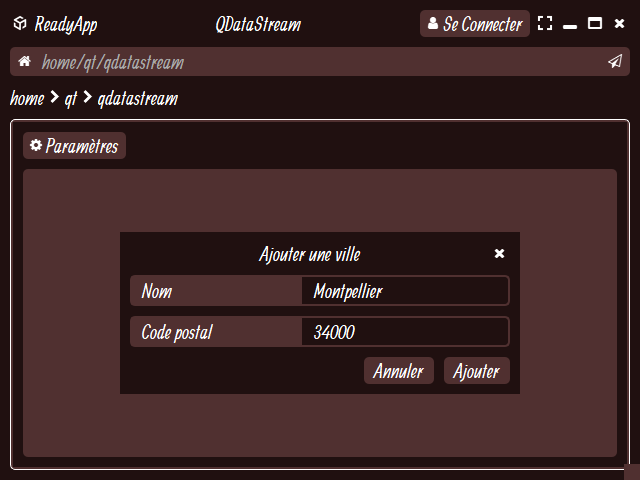 ReadyApp QDataStream Se Connecter
home/qt/qdatastream
home qt qdatastream
Paramètres
Ajouter une ville
Nom Montpellier
Code postal 34000
Annuler Ajouter